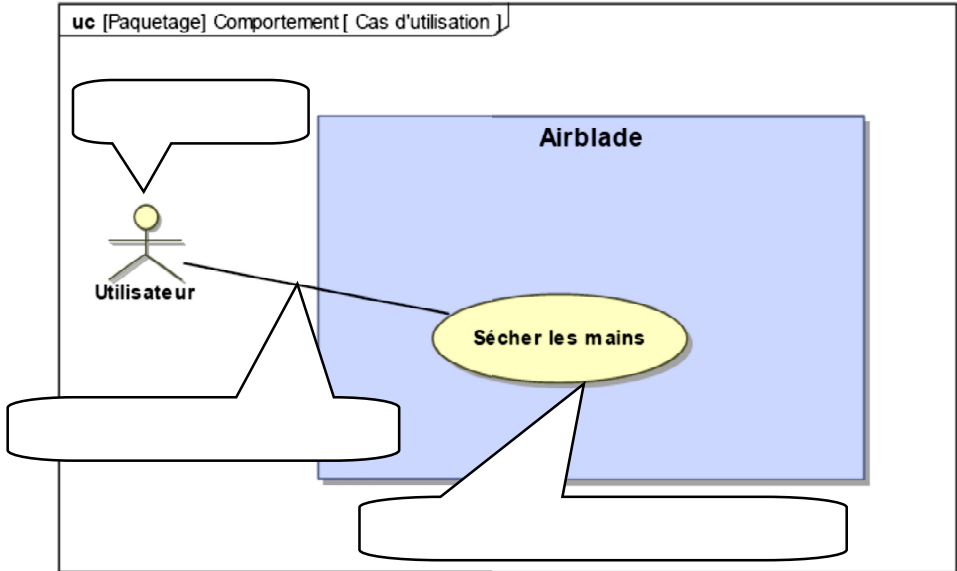 uc [Paquetage] Comportement [ Cas d'utilisation ]
Airblade
Utilisateur
Sécher les mains